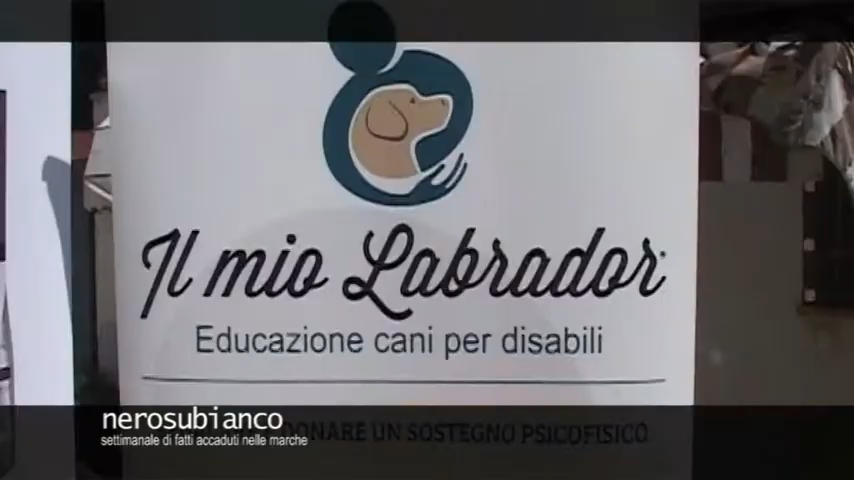 Il mio Labrador
Educazione cani per disabili
DONARE UN SOSTEGNO PSICOFISICO
nerosubianco
settimanale di fatti accaduti nelle marche